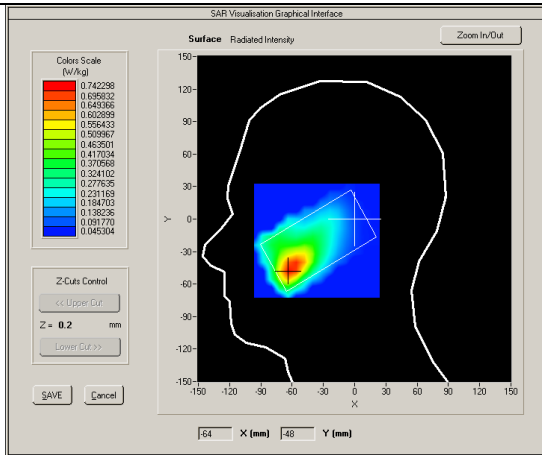 SAR Visualisation Graphical Interface
Surface Radiated Intensity
Zoom In/Out
Colors Scale
(W/kg)
0.742298
0.695832
0.649366
0.602899
0.556433
0.509967
0.463501
0.417034
0.370568
0.324102
0.277635
0.231169
0.184703
0.138236
0.091770
0.045304
Z-Cuts Control
<< Upper Cut
Z = 0.2 mm
Lower Cut >>
SAVE
Cancel
150-
120-
90-
60-
30-
0-
-30-
-60-
-90-
-120-
-150-
Y
-150 -120 -90 -60 -30 0 30 60 90 120 150
X
-64 X (mm) -48 Y (mm)